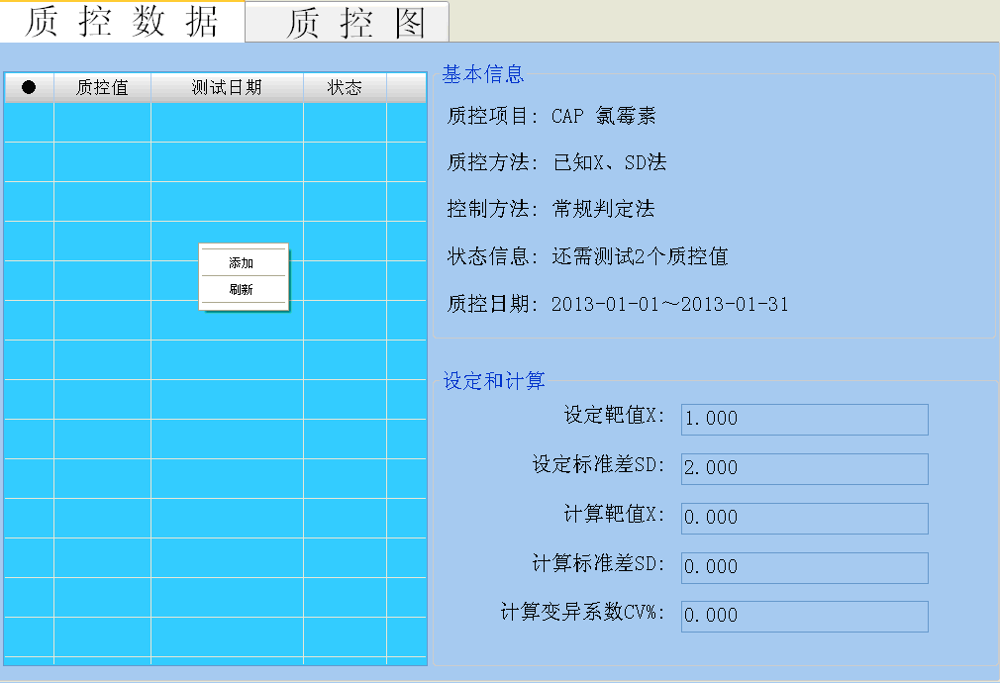 质控数据 质控图
● 质控值 测试日期 状态
添加
刷新
基本信息
质控项目: CAP 氯霉素
质控方法: 已知X、SD法
控制方法: 常规判定法
状态信息: 还需测试2个质控值
质控日期: 2013-01-01～2013-01-31
设定和计算
设定靶值X: 1.000
设定标准差SD: 2.000
计算靶值X: 0.000
计算标准差SD: 0.000
计算变异系数CV%: 0.000